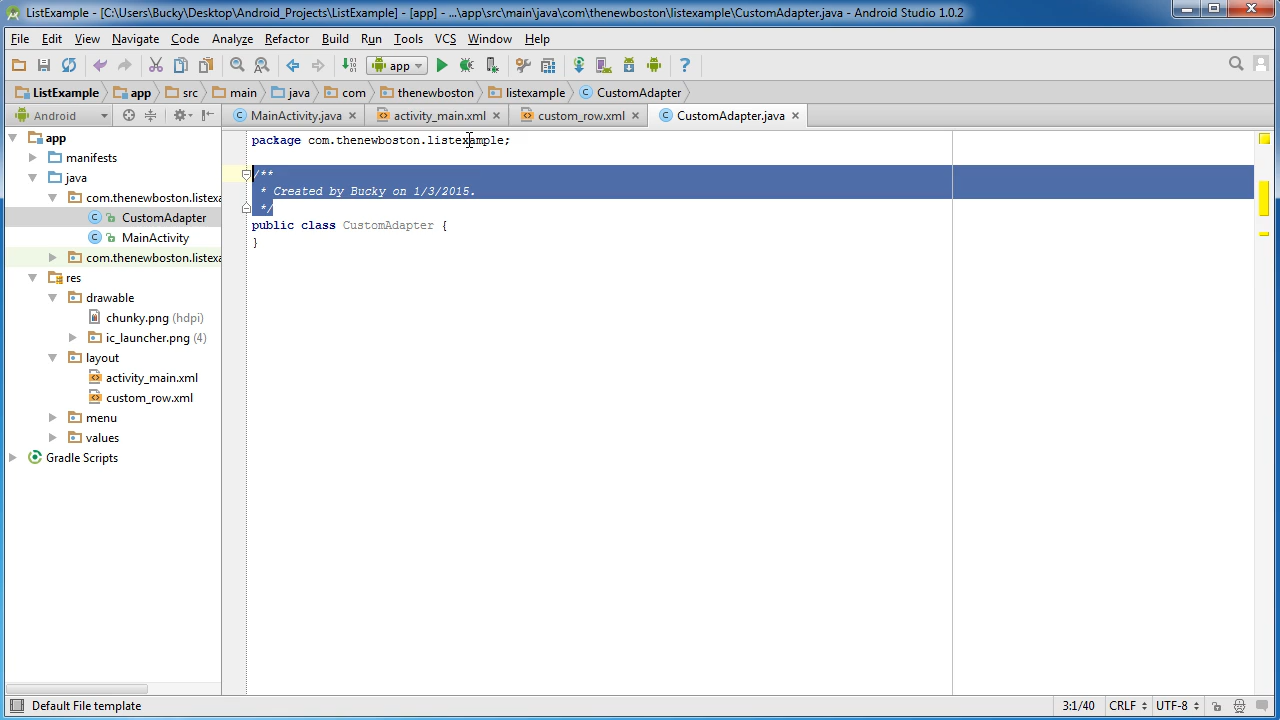 ListExample - [C:\Users\Bucky\Desktop\Android_Projects\ListExample] - [app] - ...\app\src\main\java\com\thenewboston\listexample\CustomAdapter.java - Android Studio 1.0.2
File Edit View Navigate Code Analyze Refactor Build Run Tools VCS Window Help
app
ListExample app src main java com thenewboston listexample CustomAdapter
Android MainActivity.java activity_main.xml custom_row.xml CustomAdapter.java
app
manifests
java
com.thenewboston.listexa
CustomAdapter
MainActivity
com.thenewboston.listexa
res
drawable
chunky.png (hdpi)
ic_launcher.png (4)
layout
activity_main.xml
custom_row.xml
menu
values
Gradle Scripts
package com.thenewboston.listexample;
/**
* Created by Bucky on 1/3/2015.
*/
public class CustomAdapter {
}
Default File template 3:1/40 CRLF UTF-8